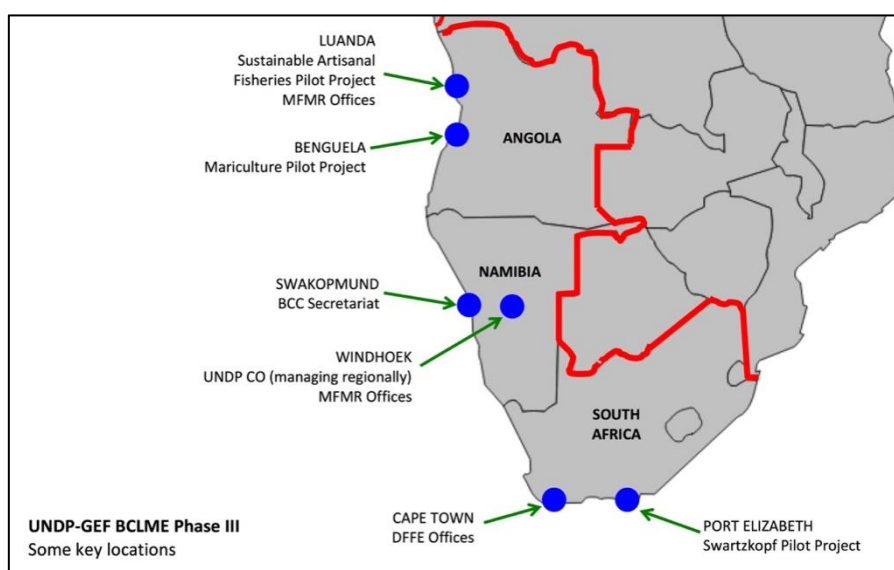 LUANDA
Sustainable Artisanal
Fisheries Pilot Project
MFMR Offices
BENGUELA
Mariculture Pilot Project
ANGOLA
SWAKOPMUND
BCC Secretariat
NAMIBIA
WINDHOEK
UNDP CO (managing regionally)
MFMR Offices
SOUTH
AFRICA
CAPE TOWN
DFFE Offices
PORT ELIZABETH
Swartzkopf Pilot Project
UNDP-GEF BCLME Phase III
Some key locations